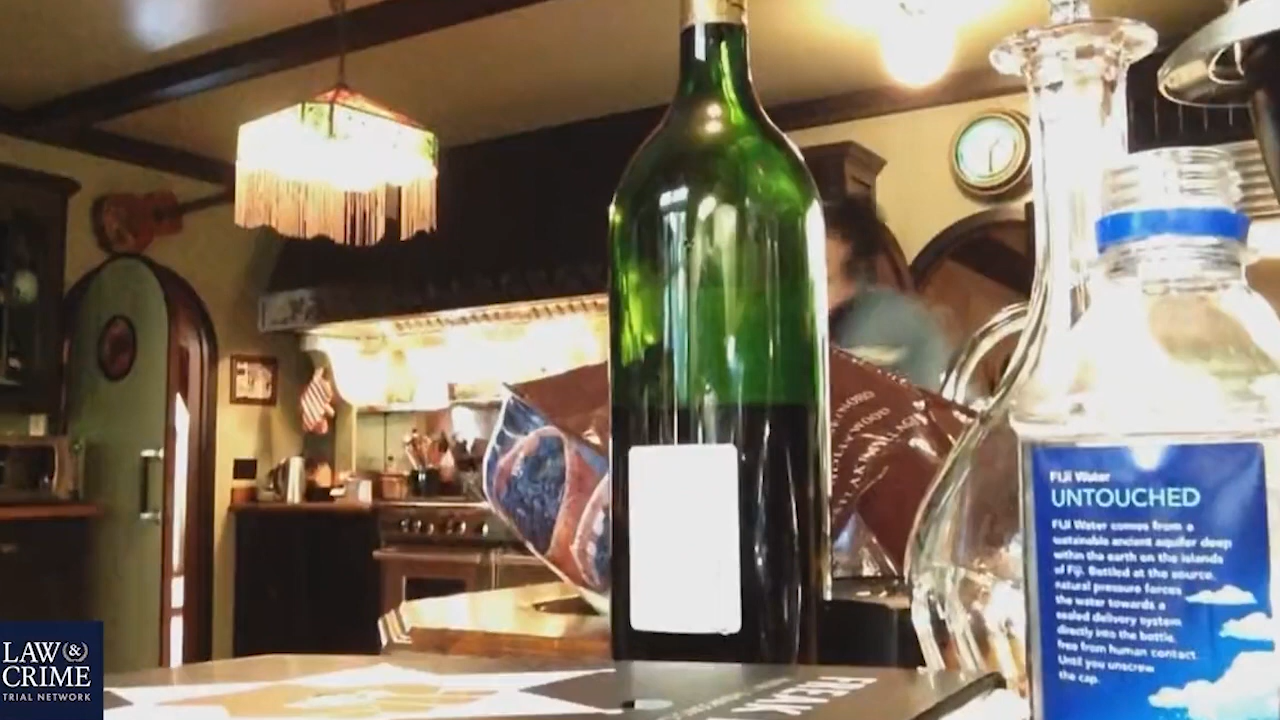 FIJI Water
UNTOUCHED
FIJI Water comes from a
sustainable ancient aquifer deep
within the earth on the islands
of Fiji. Bottled at the source,
natural pressure forces
the water towards a
sealed delivery system
directly into the bottle,
free from human contact.
Until you unscrew
the cap.
HOLLYWOOD
FREAK
LAW & CRIME
TRIAL NETWORK